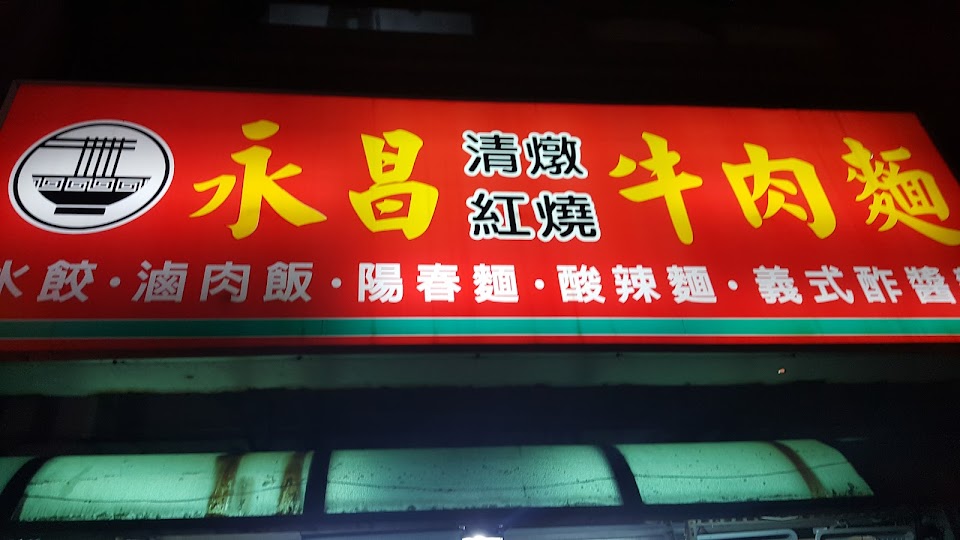 永昌 清燉 紅燒 牛肉麵
水餃·滷肉飯·陽春麵·酸辣麵·義式酢醬